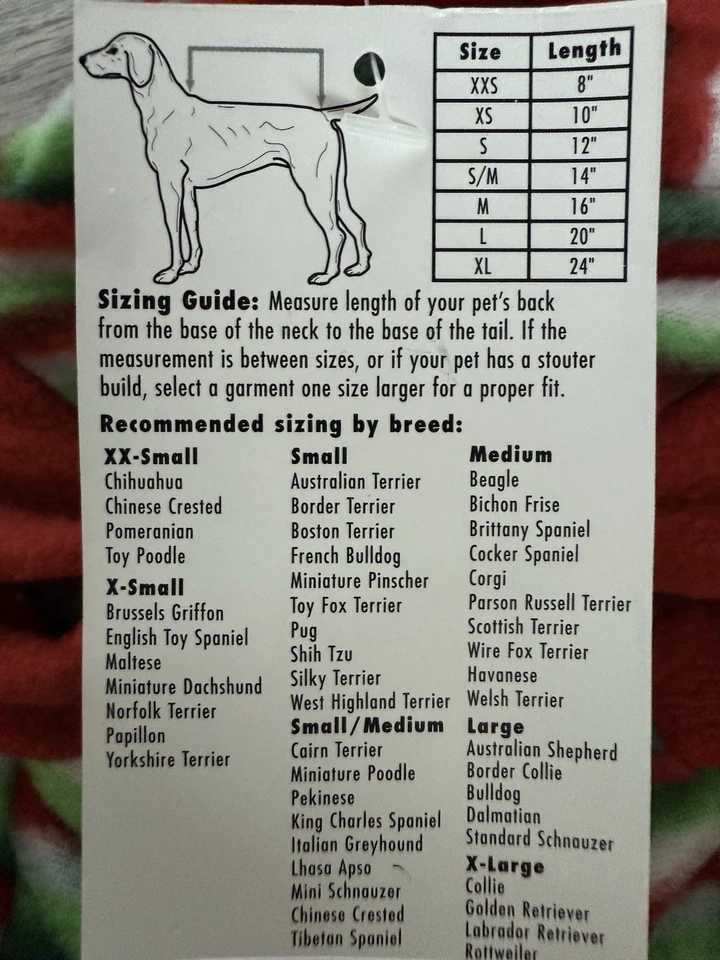 Size Length
XXS 8"
XS 10"
S 12"
S/M 14"
M 16"
L 20"
XL 24"
Sizing Guide: Measure length of your pet's back
from the base of the neck to the base of the tail. If the
measurement is between sizes, or if your pet has a stouter
build, select a garment one size larger for a proper fit.
Recommended sizing by breed:
XX-Small
Chihuahua
Chinese Crested
Pomeranian
Toy Poodle
X-Small
Brussels Griffon
English Toy Spaniel
Maltese
Miniature Dachshund
Norfolk Terrier
Papillon
Yorkshire Terrier
Small
Australian Terrier
Border Terrier
Boston Terrier
French Bulldog
Miniature Pinscher
Toy Fox Terrier
Pug
Shih Tzu
Silky Terrier
West Highland Terrier
Small/Medium
Cairn Terrier
Miniature Poodle
Pekinese
King Charles Spaniel
Italian Greyhound
Lhasa Apso
Mini Schnauzer
Chinese Crested
Tibetan Spaniel
Medium
Beagle
Bichon Frise
Brittany Spaniel
Cocker Spaniel
Corgi
Parson Russell Terrier
Scottish Terrier
Wire Fox Terrier
Havanese
Welsh Terrier
Large
Australian Shepherd
Border Collie
Bulldog
Dalmatian
Standard Schnauzer
X-Large
Collie
Golden Retriever
Labrador Retriever
Rottweiler